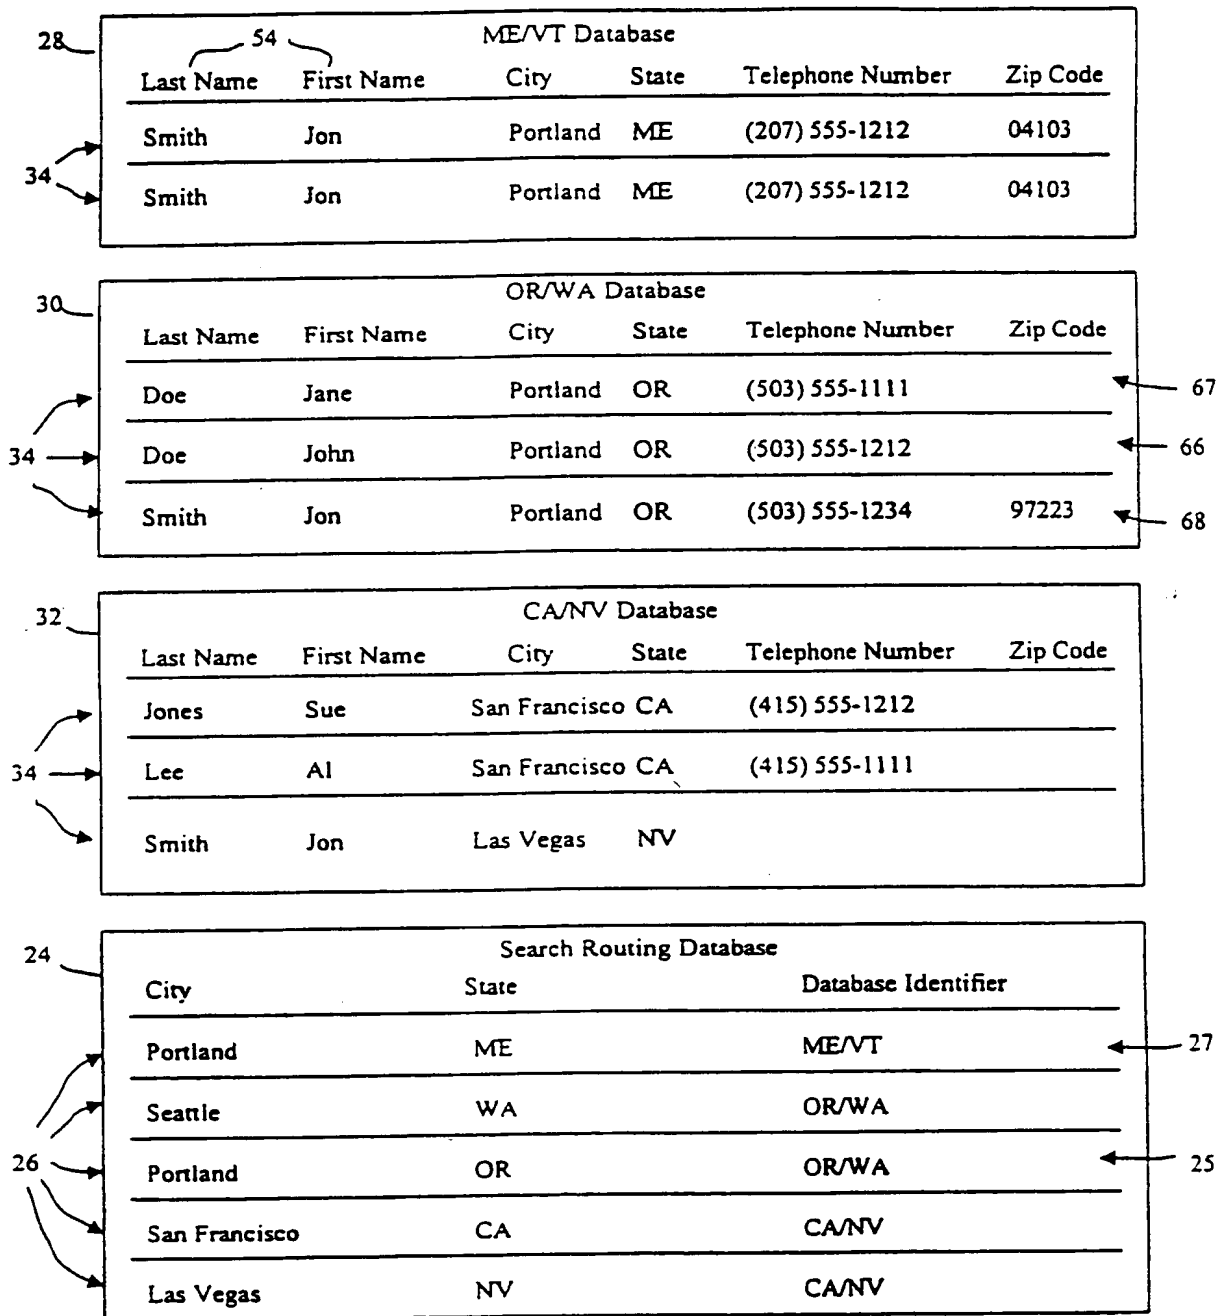 28 54 ME/VT Database
Last Name First Name City State Telephone Number Zip Code
Smith Jon Portland ME (207) 555-1212 04103
34
Smith Jon Portland ME (207) 555-1212 04103
30 OR/WA Database
Last Name First Name City State Telephone Number Zip Code
Doe Jane Portland OR (503) 555-1111 67
34 Doe John Portland OR (503) 555-1212 66
Smith Jon Portland OR (503) 555-1234 97223 68
32 CA/NV Database
Last Name First Name City State Telephone Number Zip Code
Jones Sue San Francisco CA (415) 555-1212
34 Lee Al San Francisco CA (415) 555-1111
Smith Jon Las Vegas NV
24 Search Routing Database
City State Database Identifier
Portland ME ME/VT 27
Seattle WA OR/WA
26 Portland OR OR/WA 25
San Francisco CA CA/NV
Las Vegas NV CA/NV